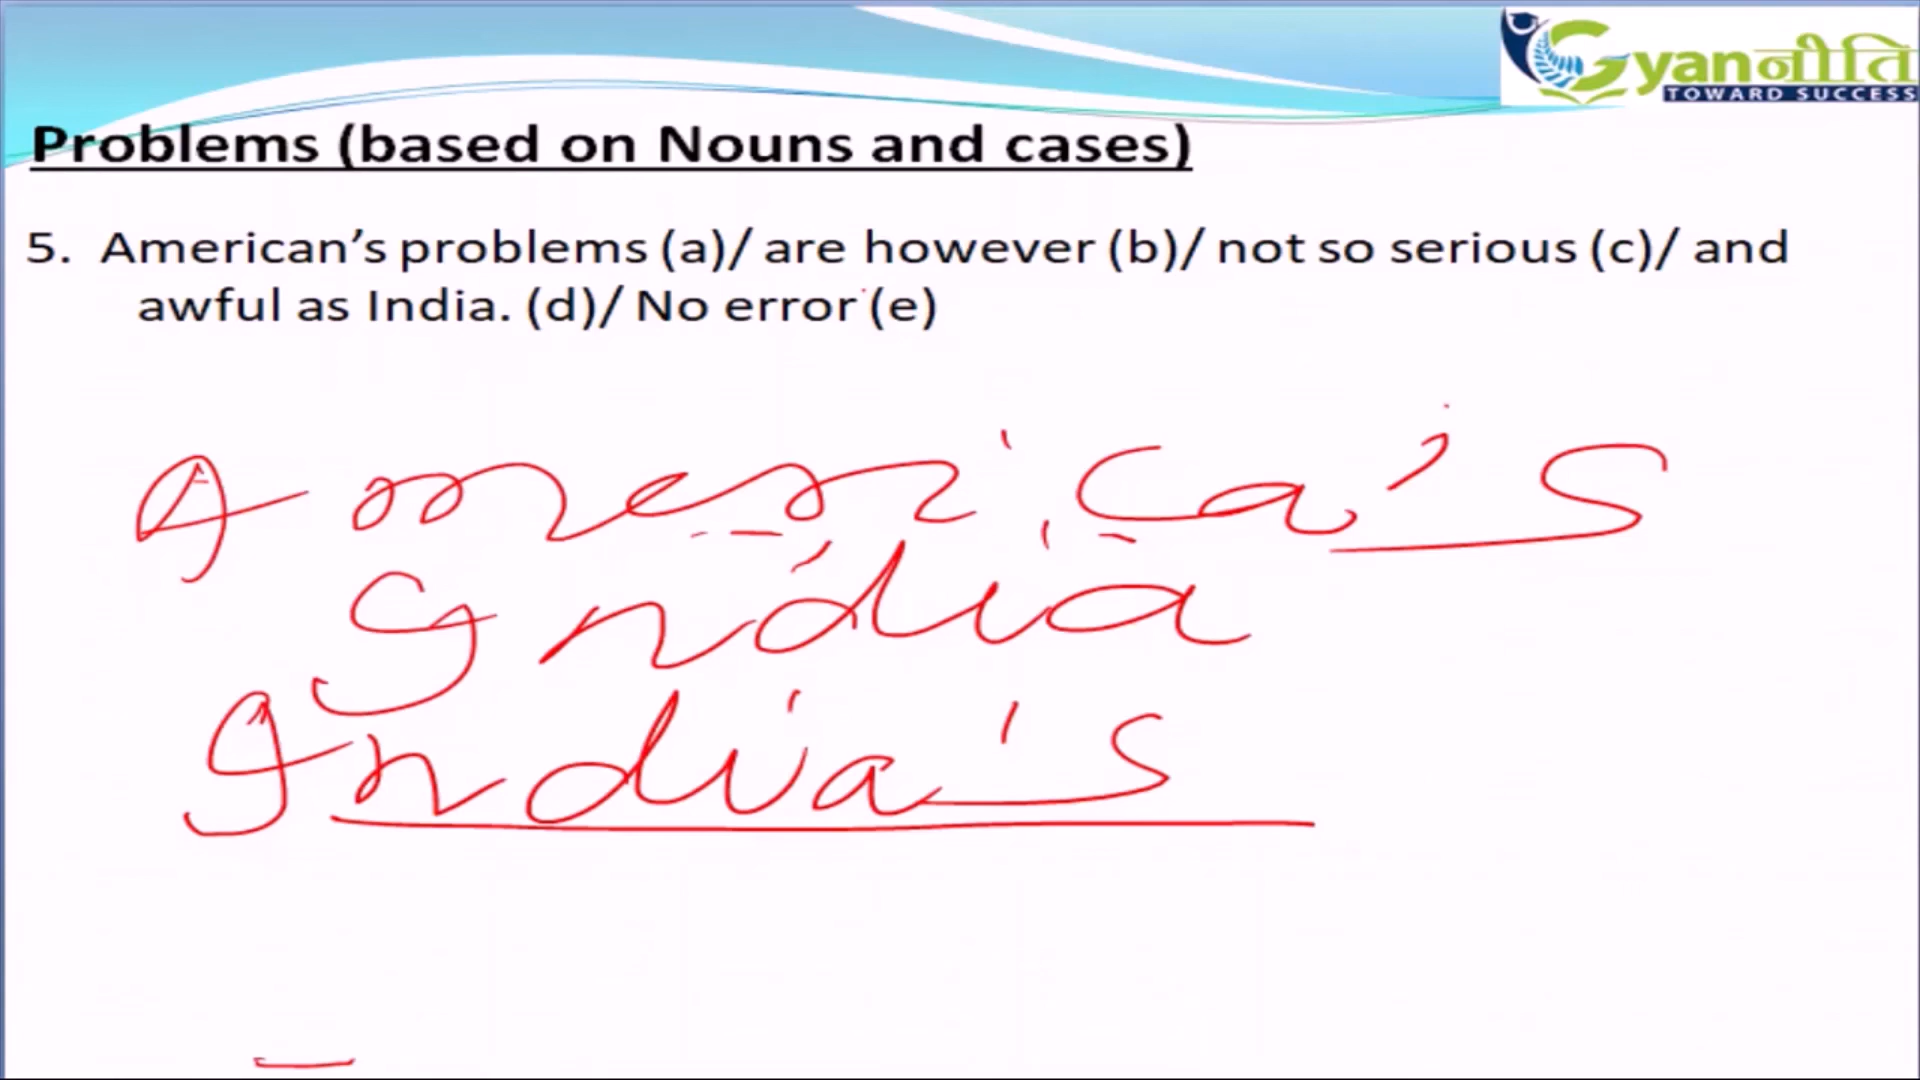 Gyanनीति
TOWARD SUCCESS
Problems (based on Nouns and cases)
5. American’s problems (a)/ are however (b)/ not so serious (c)/ and
awful as India. (d)/ No error (e)
America's
India
India's